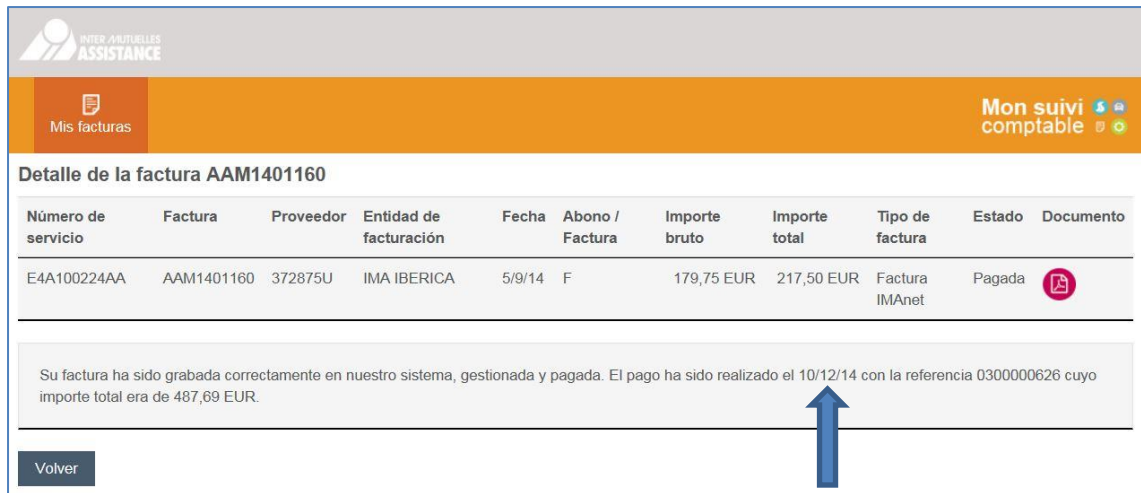 INTER MUTUELLES
ASSISTANCE
Mis facturas
Mon suivi
comptable
Detalle de la factura AAM1401160
Número de servicio Factura Proveedor Entidad de facturación Fecha Abono / Factura Importe bruto Importe total Tipo de factura Estado Documento
E4A100224AA AAM1401160 372875U IMA IBERICA 5/9/14 F 179,75 EUR 217,50 EUR Factura IMAnet Pagada
Su factura ha sido grabada correctamente en nuestro sistema, gestionada y pagada. El pago ha sido realizado el 10/12/14 con la referencia 0300000626 cuyo
importe total era de 487,69 EUR.
Volver